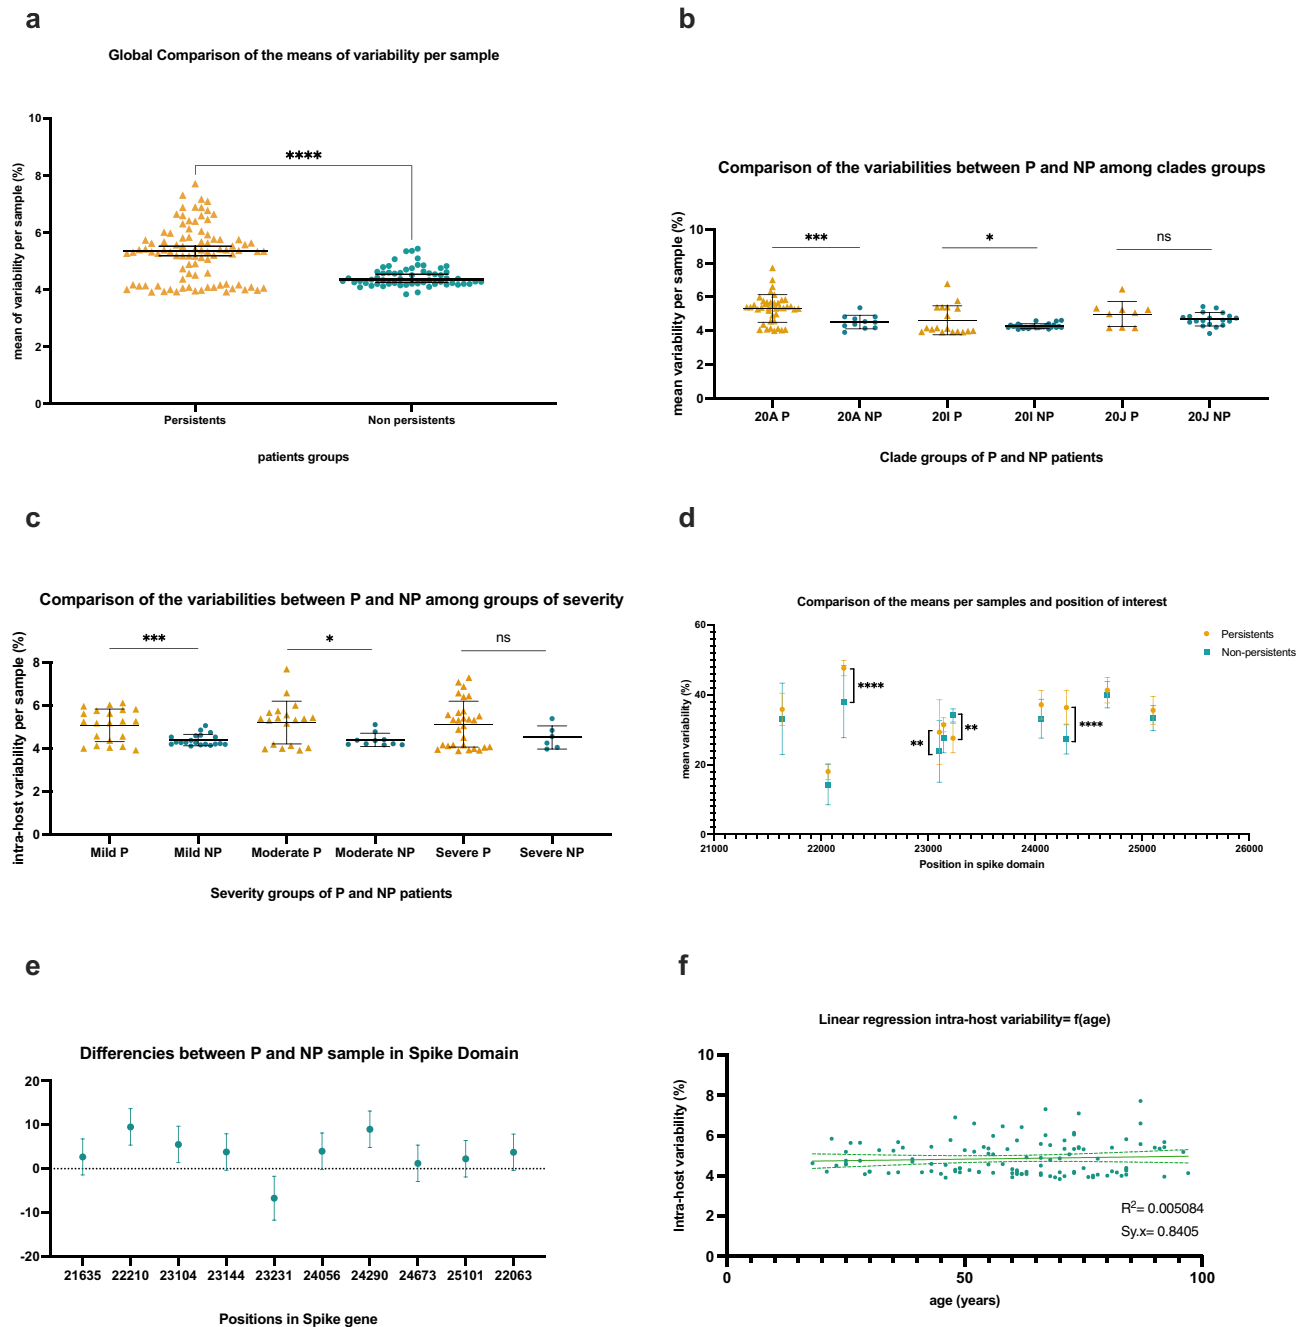 a
Global Comparison of the means of variability per sample
mean of variability per sample (%)
10
8
6
4
2
0
****
Persistents
Non persistents
patients groups
b
Comparison of the variabilities between P and NP among clades groups
mean variability per sample (%)
10
8
6
4
2
0
***
*
ns
20A P
20A NP
20I P
20I NP
20J P
20J NP
Clade groups of P and NP patients
c
Comparison of the variabilities between P and NP among groups of severity
intra-host variability per sample (%)
8
6
4
2
0
***
*
ns
Mild P
Mild NP
Moderate P
Moderate NP
Severe P
Severe NP
Severity groups of P and NP patients
d
Comparison of the means per samples and position of interest
mean variability (%)
60
40
20
0
****
**
**
****
Persistents
Non-persistents
21000
22000
23000
24000
25000
26000
Position in spike domain
e
Differencies between P and NP sample in Spike Domain
20
10
0
-10
-20
21635
22210
23104
23144
23231
24056
24290
24673
25101
22063
Positions in Spike gene
f
Linear regression intra-host variability= f(age)
Intra-host variability (%)
10
8
6
4
2
0
R²= 0.005084
Sy.x= 0.8405
0
50
100
age (years)